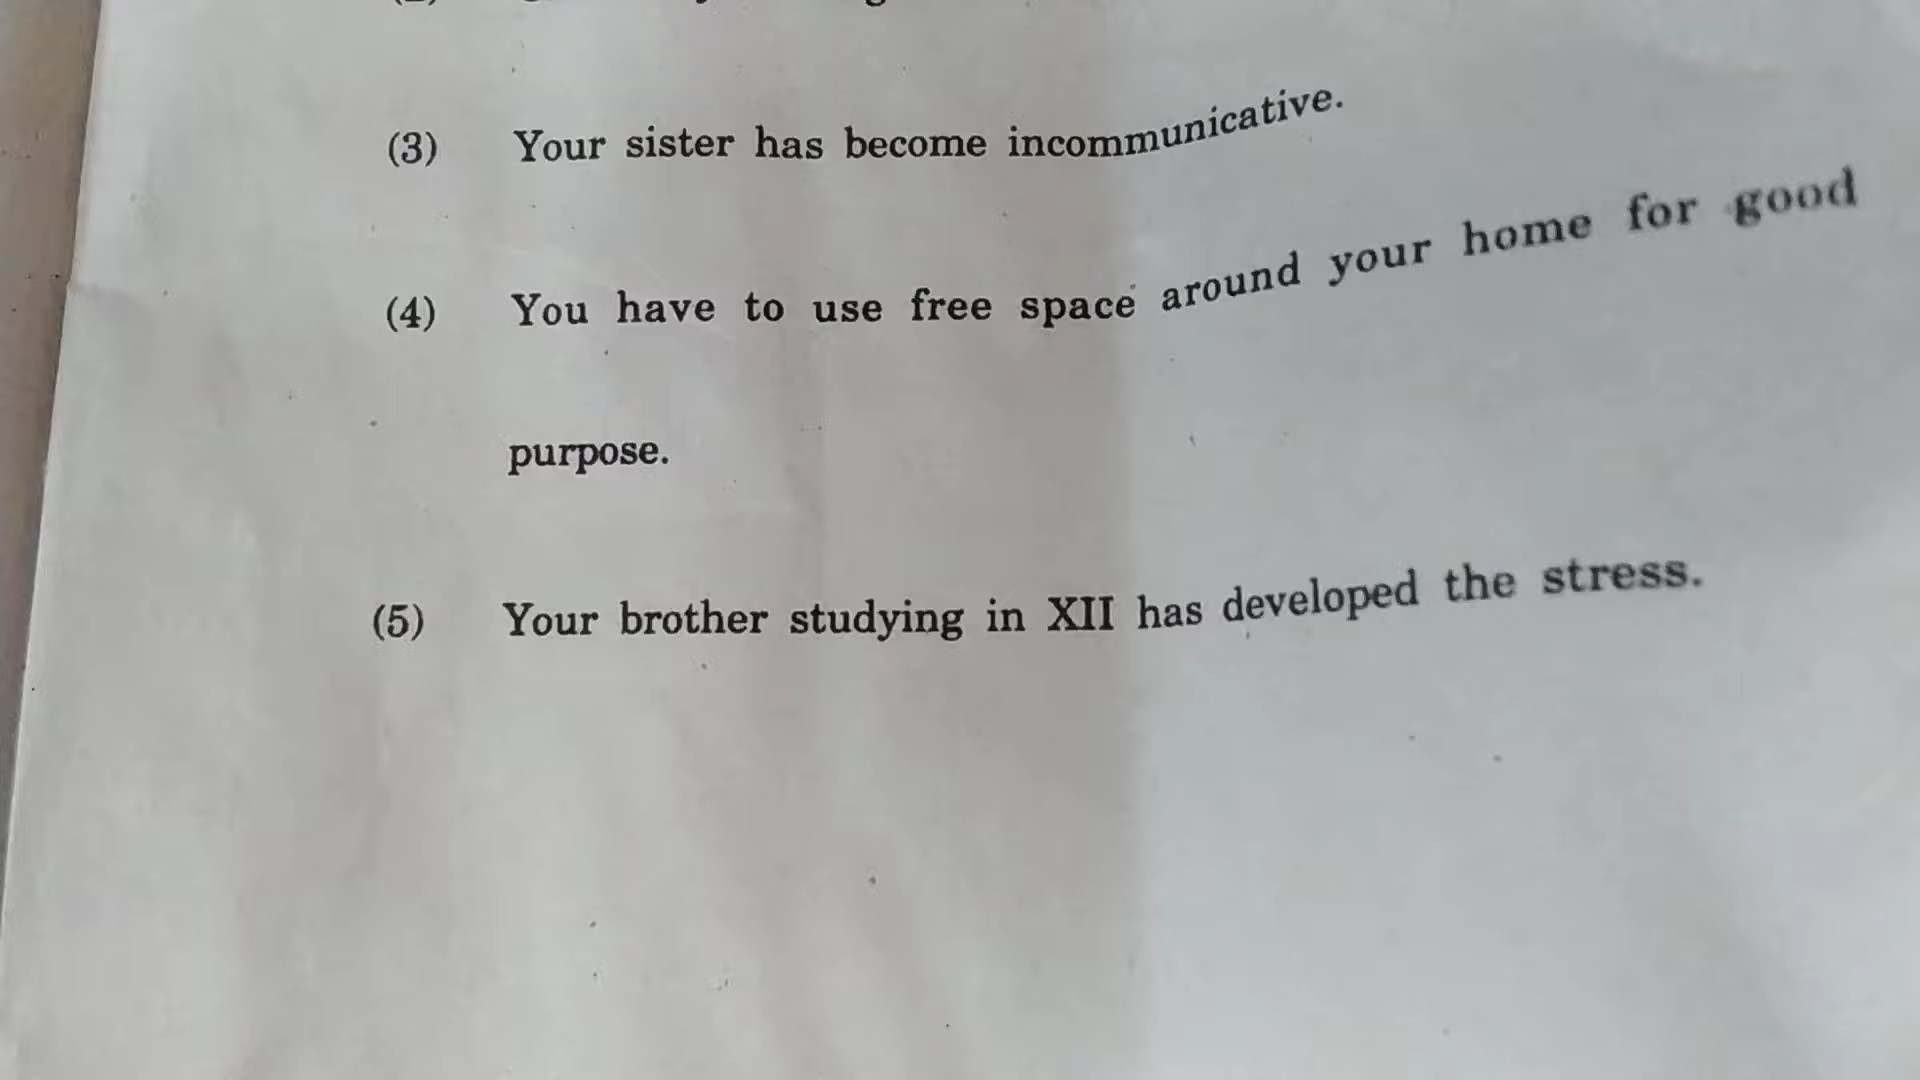 (3) Your sister has become incommunicative.
(4) You have to use free space around your home for good
purpose.
(5) Your brother studying in XII has developed the stress.